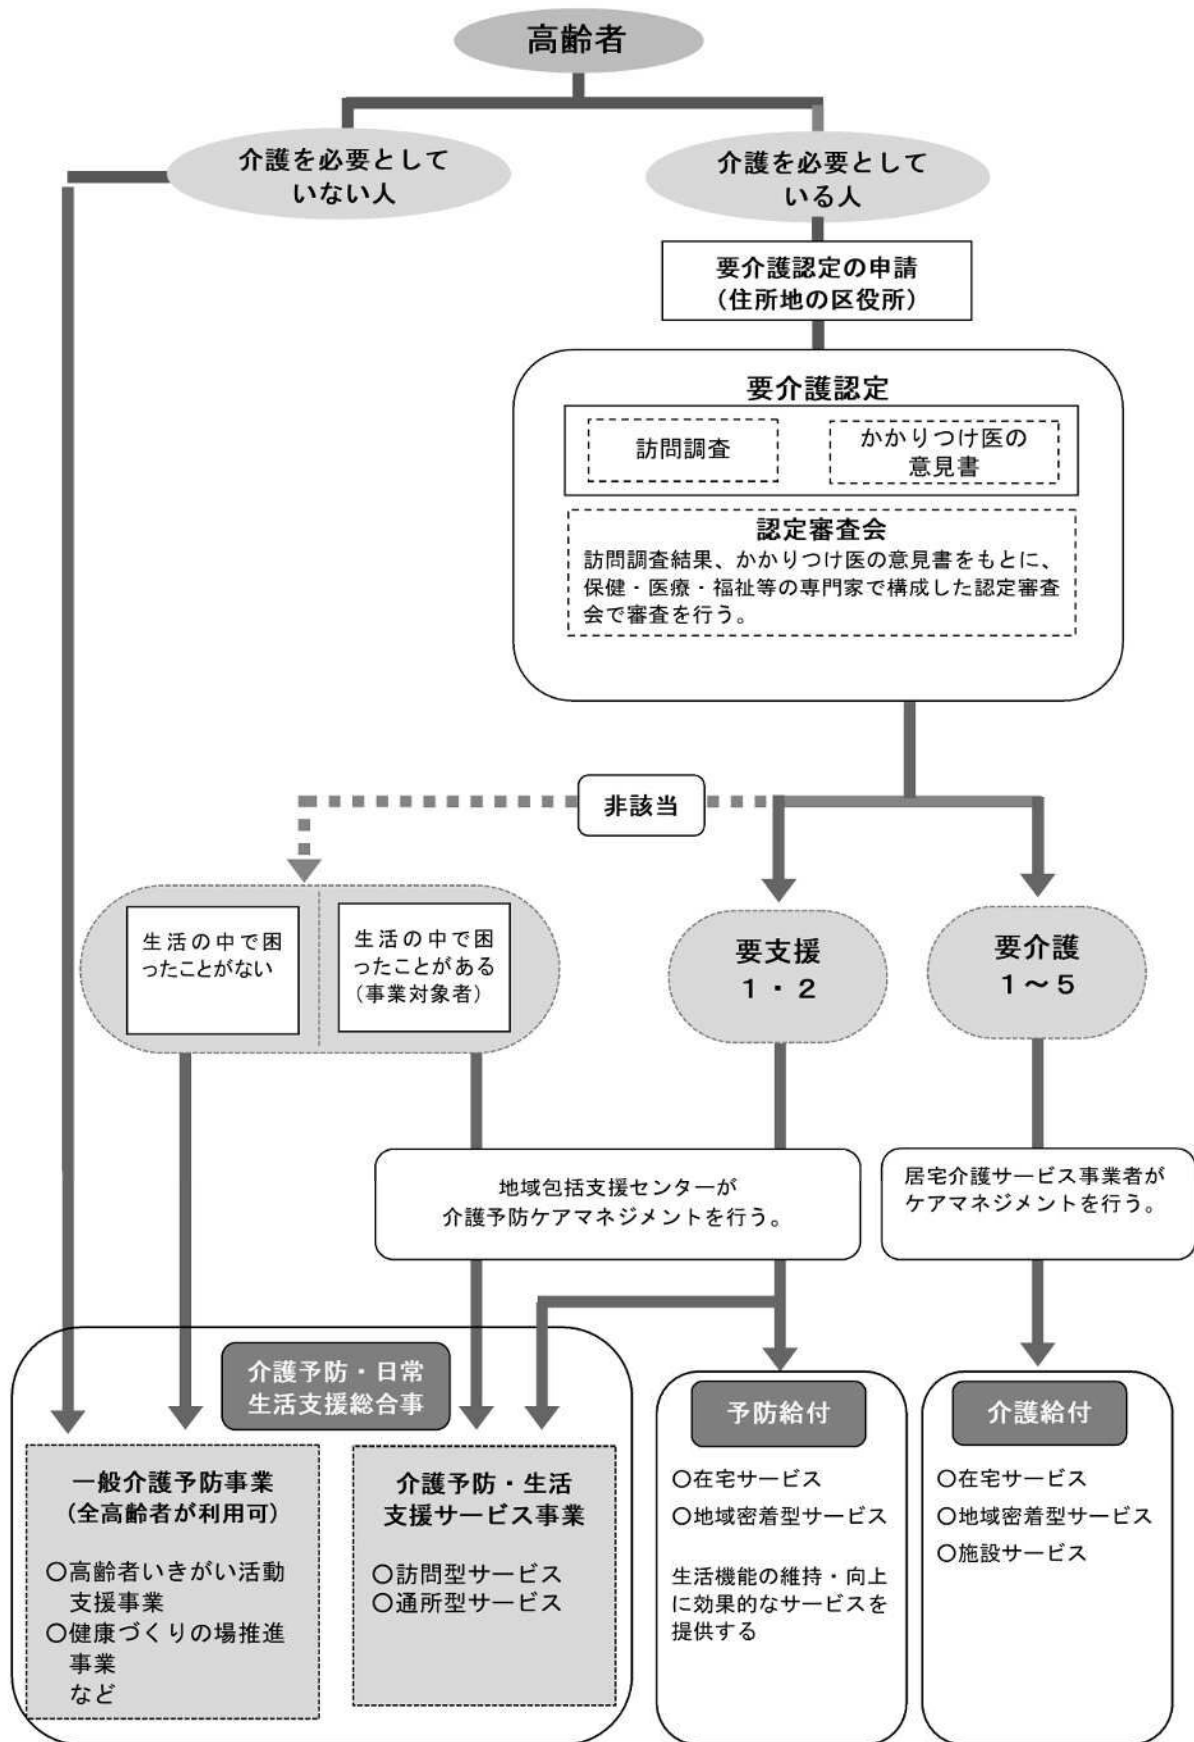 高齢者
介護を必要として
いない人
介護を必要として
いる人
要介護認定の申請
（住所地の区役所）
要介護認定
訪問調査
かかりつけ医の
意見書
認定審査会
訪問調査結果、かかりつけ医の意見書をもとに、
保健・医療・福祉等の専門家で構成した認定審査
会で審査を行う。
非該当
生活の中で困
ったことがない
生活の中で困
ったことがある
（事業対象者）
要支援
１・２
要介護
１～５
地域包括支援センターが
介護予防ケアマネジメントを行う。
居宅介護サービス事業者が
ケアマネジメントを行う。
介護予防・日常
生活支援総合事
一般介護予防事業
（全高齢者が利用可）
○高齢者いきがい活動
支援事業
○健康づくりの場推進
事業
など
介護予防・生活
支援サービス事業
○訪問型サービス
○通所型サービス
予防給付
○在宅サービス
○地域密着型サービス
生活機能の維持・向上
に効果的なサービスを
提供する
介護給付
○在宅サービス
○地域密着型サービス
○施設サービス